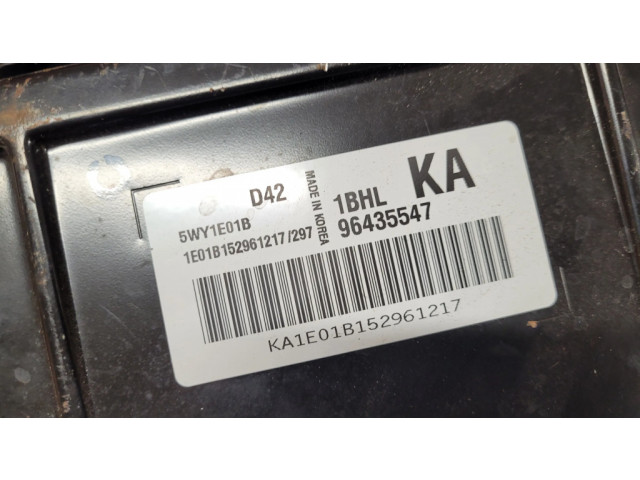 D42
5WY1E01B
1E01B152961217/297
MADE IN KOREA
1BHL KA
96435547
KA1E01B152961217